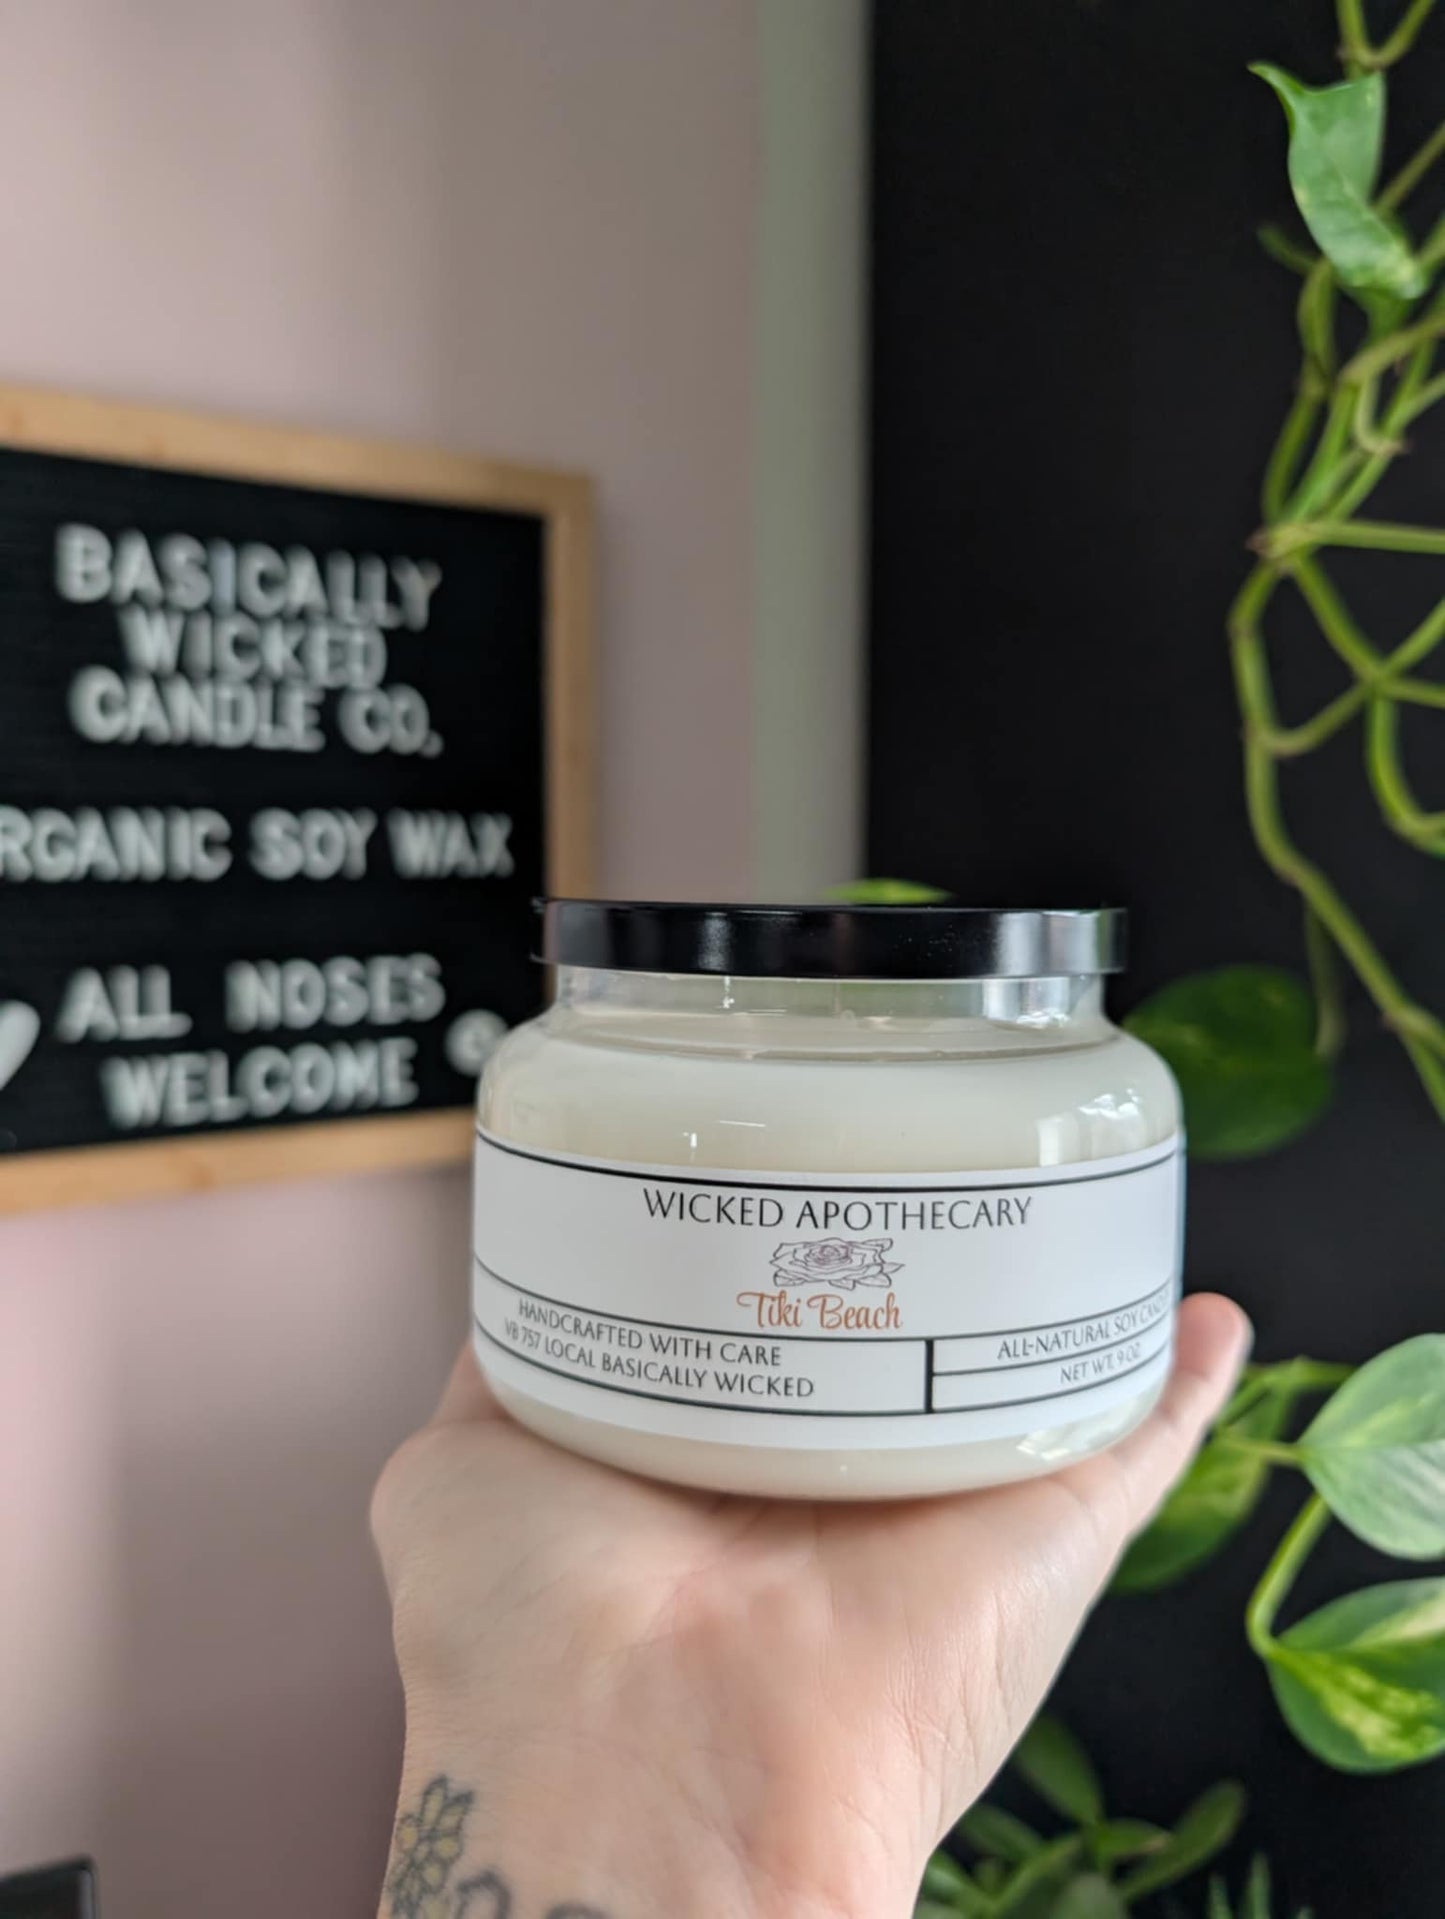 BASICALLY
WICKED
CANDLE CO.
RGANIC SOY WAX
ALL NOSES
WELCOME
WICKED APOTHECARY
Tiki Beach
HANDCRAFTED WITH CARE
VB 757 LOCAL BASICALLY WICKED
ALL-NATURAL SOY CANDLE
NET WT. 9 OZ